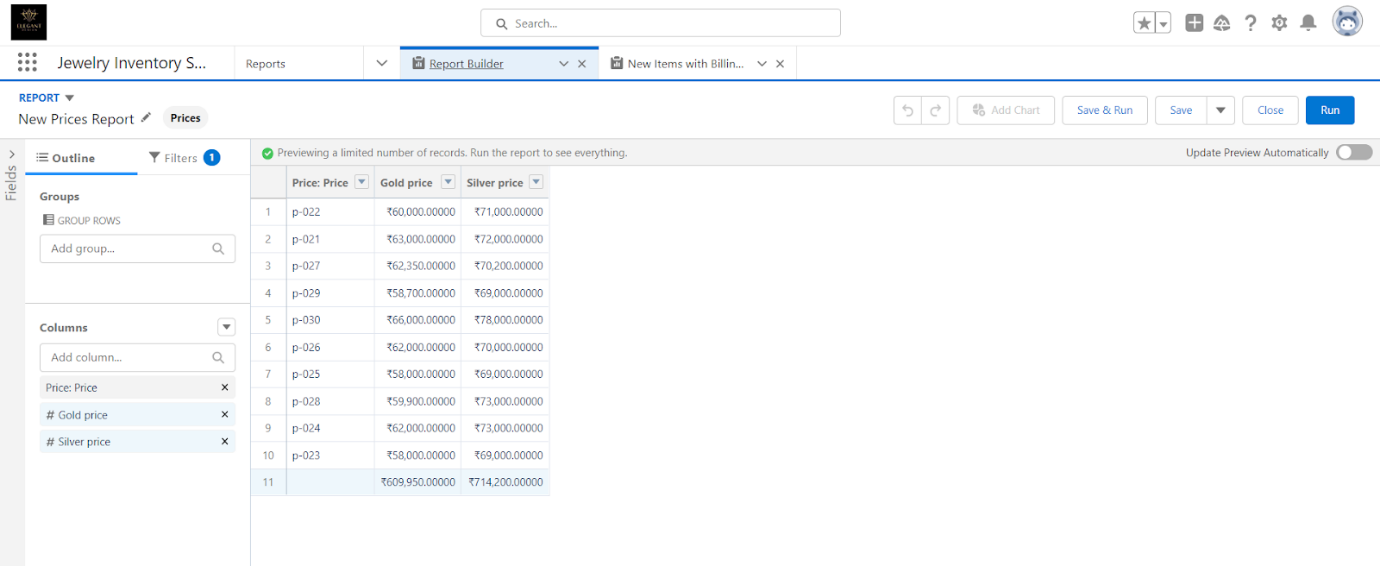 ELEGANT
Search...
Jewelry Inventory S...
Reports
Report Builder
New Items with Billin...
REPORT
New Prices Report
Prices
Add Chart
Save & Run
Save
Close
Run
Fields
Outline
Filters 1
Previewing a limited number of records. Run the report to see everything.
Update Preview Automatically
Groups
GROUP ROWS
Add group...
Columns
Add column...
Price: Price
# Gold price
# Silver price
Price: Price Gold price Silver price
1 p-022 ₹60,000.00000 ₹71,000.00000
2 p-021 ₹63,000.00000 ₹72,000.00000
3 p-027 ₹62,350.00000 ₹70,200.00000
4 p-029 ₹58,700.00000 ₹69,000.00000
5 p-030 ₹66,000.00000 ₹78,000.00000
6 p-026 ₹62,000.00000 ₹70,000.00000
7 p-025 ₹58,000.00000 ₹69,000.00000
8 p-028 ₹59,900.00000 ₹73,000.00000
9 p-024 ₹62,000.00000 ₹73,000.00000
10 p-023 ₹58,000.00000 ₹69,000.00000
11 ₹609,950.00000 ₹714,200.00000